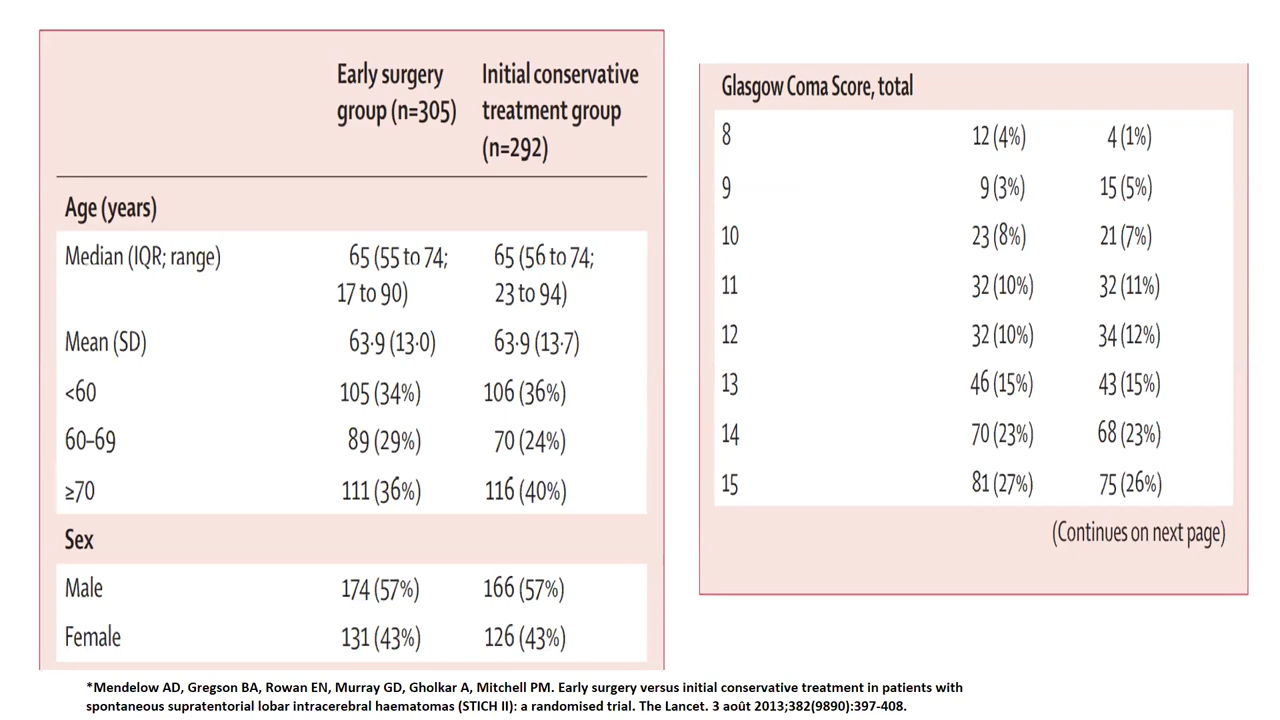 Early surgery Initial conservative
group (n=305) treatment group
(n=292)
Age (years)
Median (IQR; range) 65 (55 to 74; 65 (56 to 74;
17 to 90) 23 to 94)
Mean (SD) 63·9 (13·0) 63·9 (13·7)
<60 105 (34%) 106 (36%)
60–69 89 (29%) 70 (24%)
≥70 111 (36%) 116 (40%)
Sex
Male 174 (57%) 166 (57%)
Female 131 (43%) 126 (43%)
Glasgow Coma Score, total
8 12 (4%) 4 (1%)
9 9 (3%) 15 (5%)
10 23 (8%) 21 (7%)
11 32 (10%) 32 (11%)
12 32 (10%) 34 (12%)
13 46 (15%) 43 (15%)
14 70 (23%) 68 (23%)
15 81 (27%) 75 (26%)
(Continues on next page)
*Mendelow AD, Gregson BA, Rowan EN, Murray GD, Gholkar A, Mitchell PM. Early surgery versus initial conservative treatment in patients with
spontaneous supratentorial lobar intracerebral haematomas (STICH II): a randomised trial. The Lancet. 3 août 2013;382(9890):397-408.